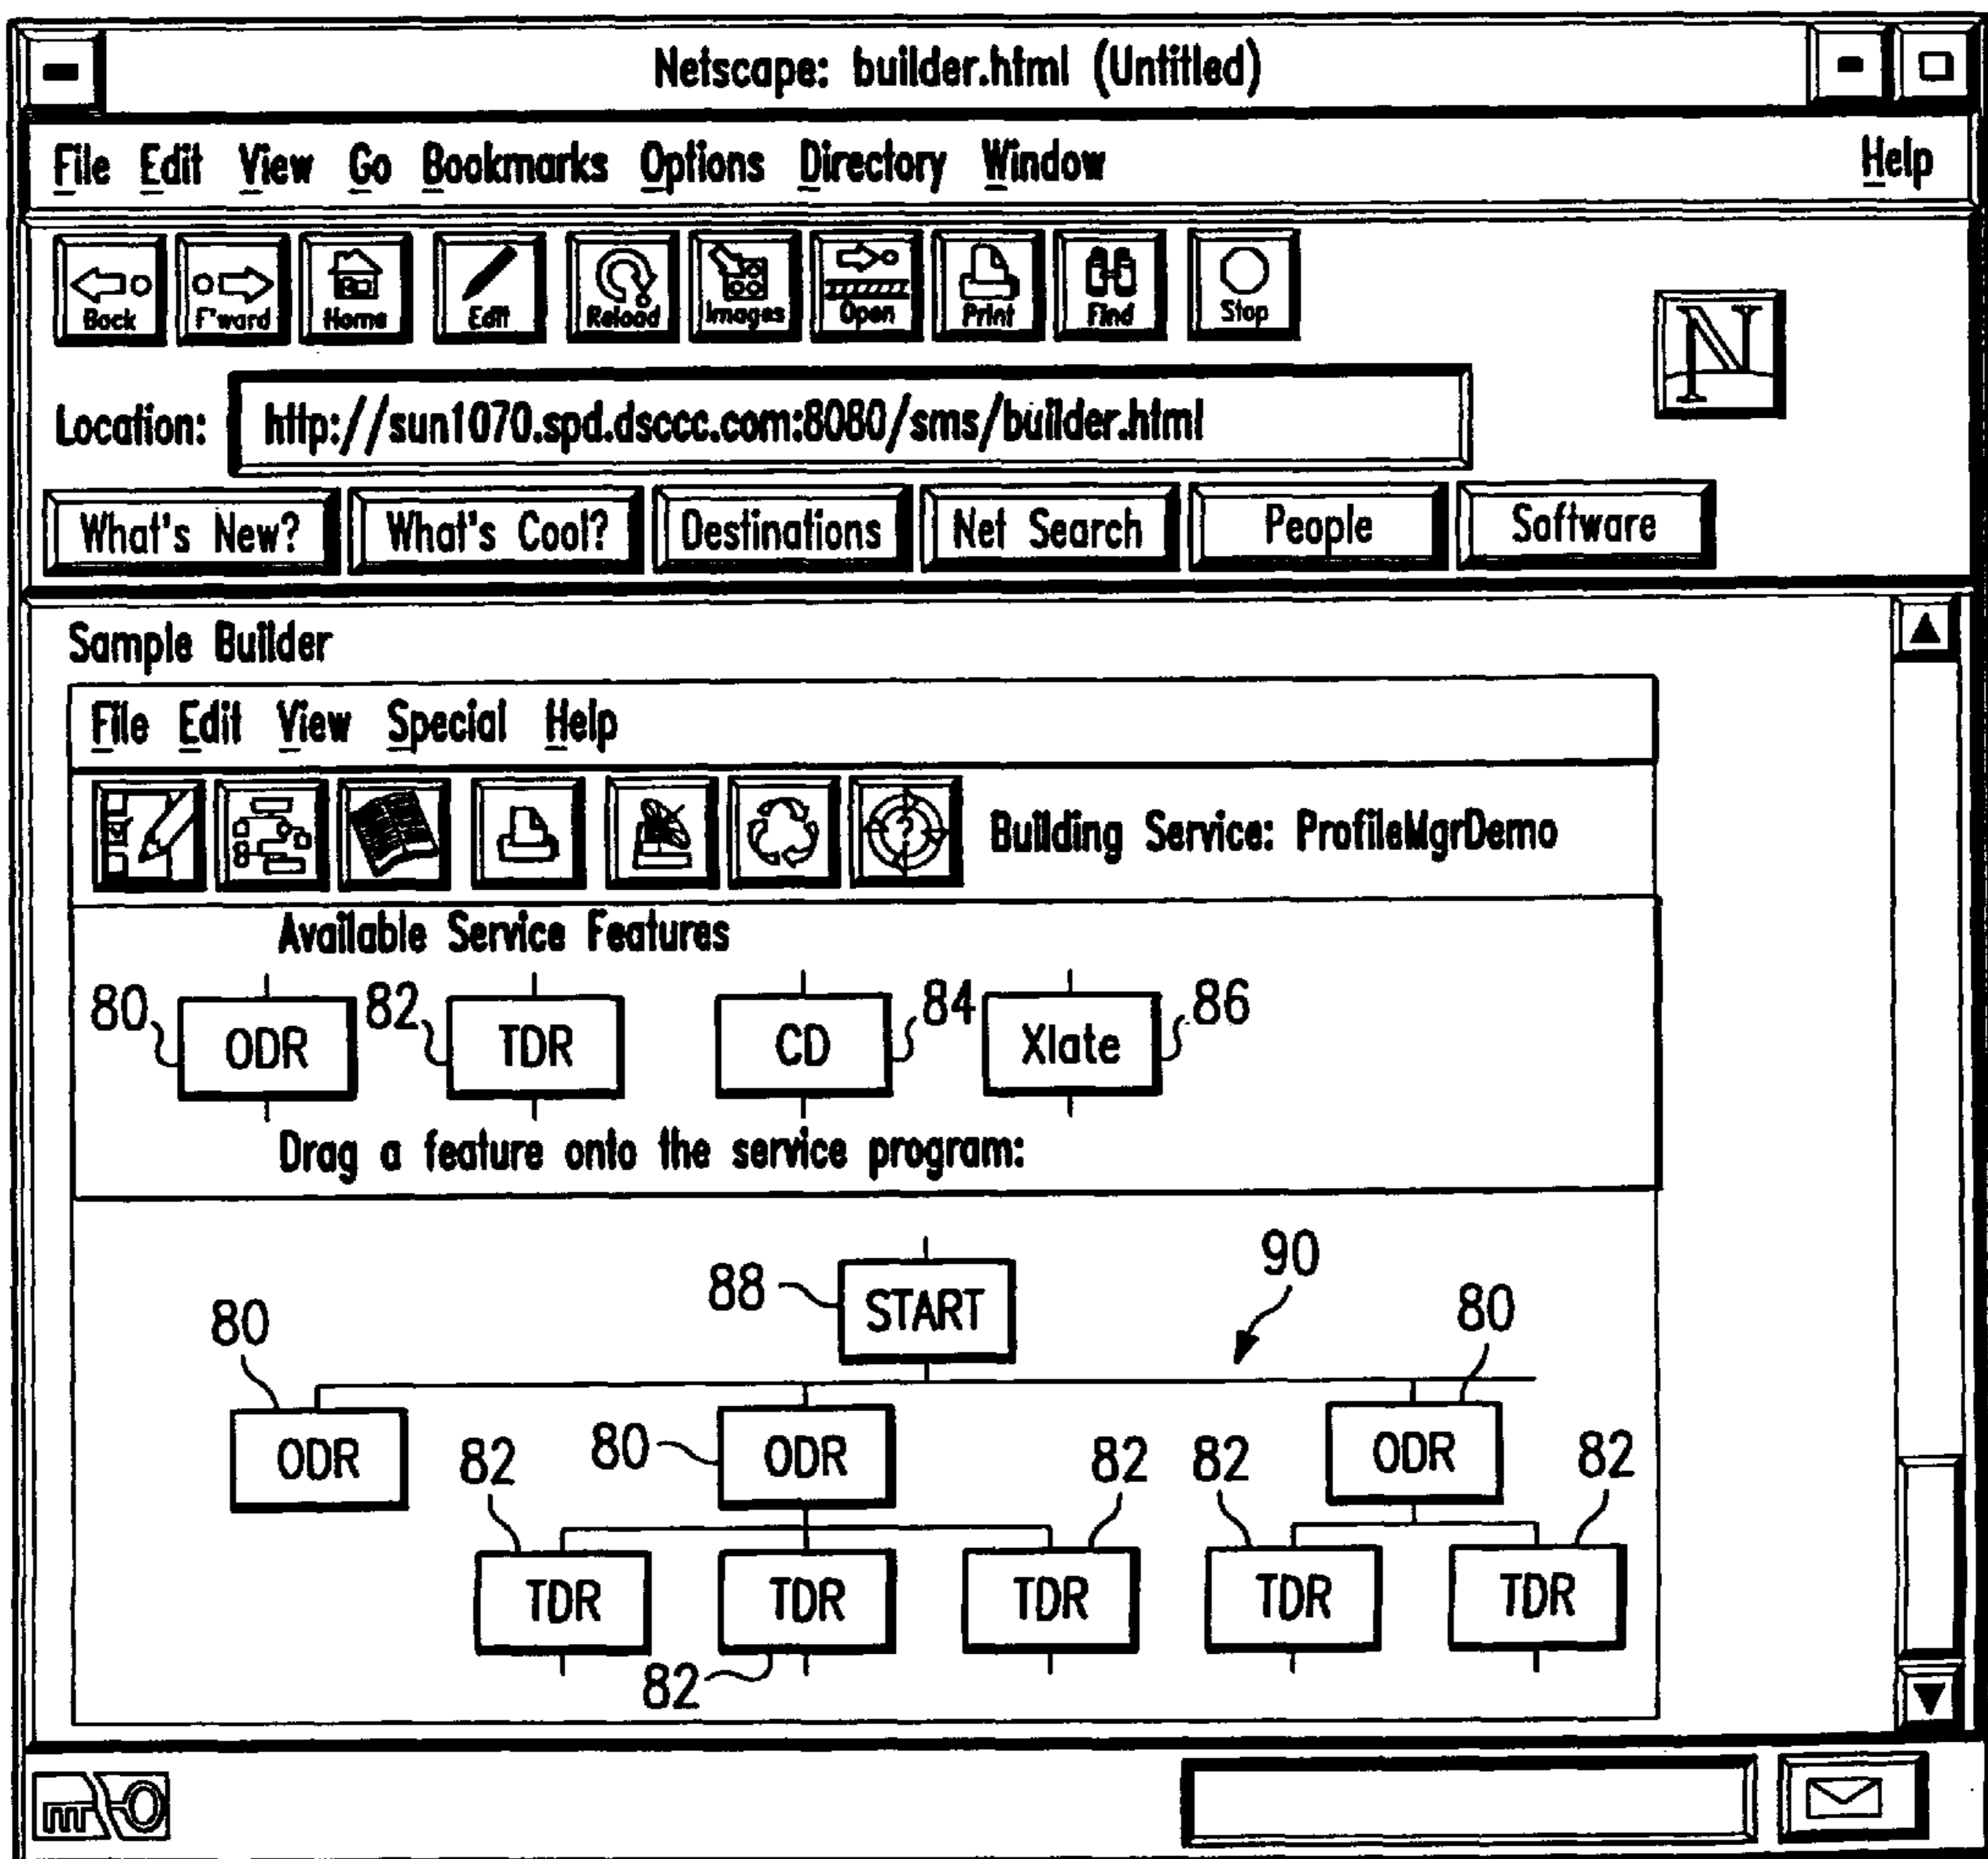 Netscape: builder.html (Untitled)
File Edit View Go Bookmarks Options Directory Window Help
Back F'ward Home Edit Reload Images Open Print Find Stop
N
Location: http://sun1070.spd.dsccc.com:8080/sms/builder.html
What's New? What's Cool? Destinations Net Search People Software
Sample Builder
File Edit View Special Help
? Building Service: ProfileMgrDemo
Available Service Features
80 ODR 82 TDR CD 84 Xlate 86
Drag a feature onto the service program:
88 START 90
80 80
ODR 82 80 ODR 82 82 ODR 82
TDR TDR TDR TDR TDR
82